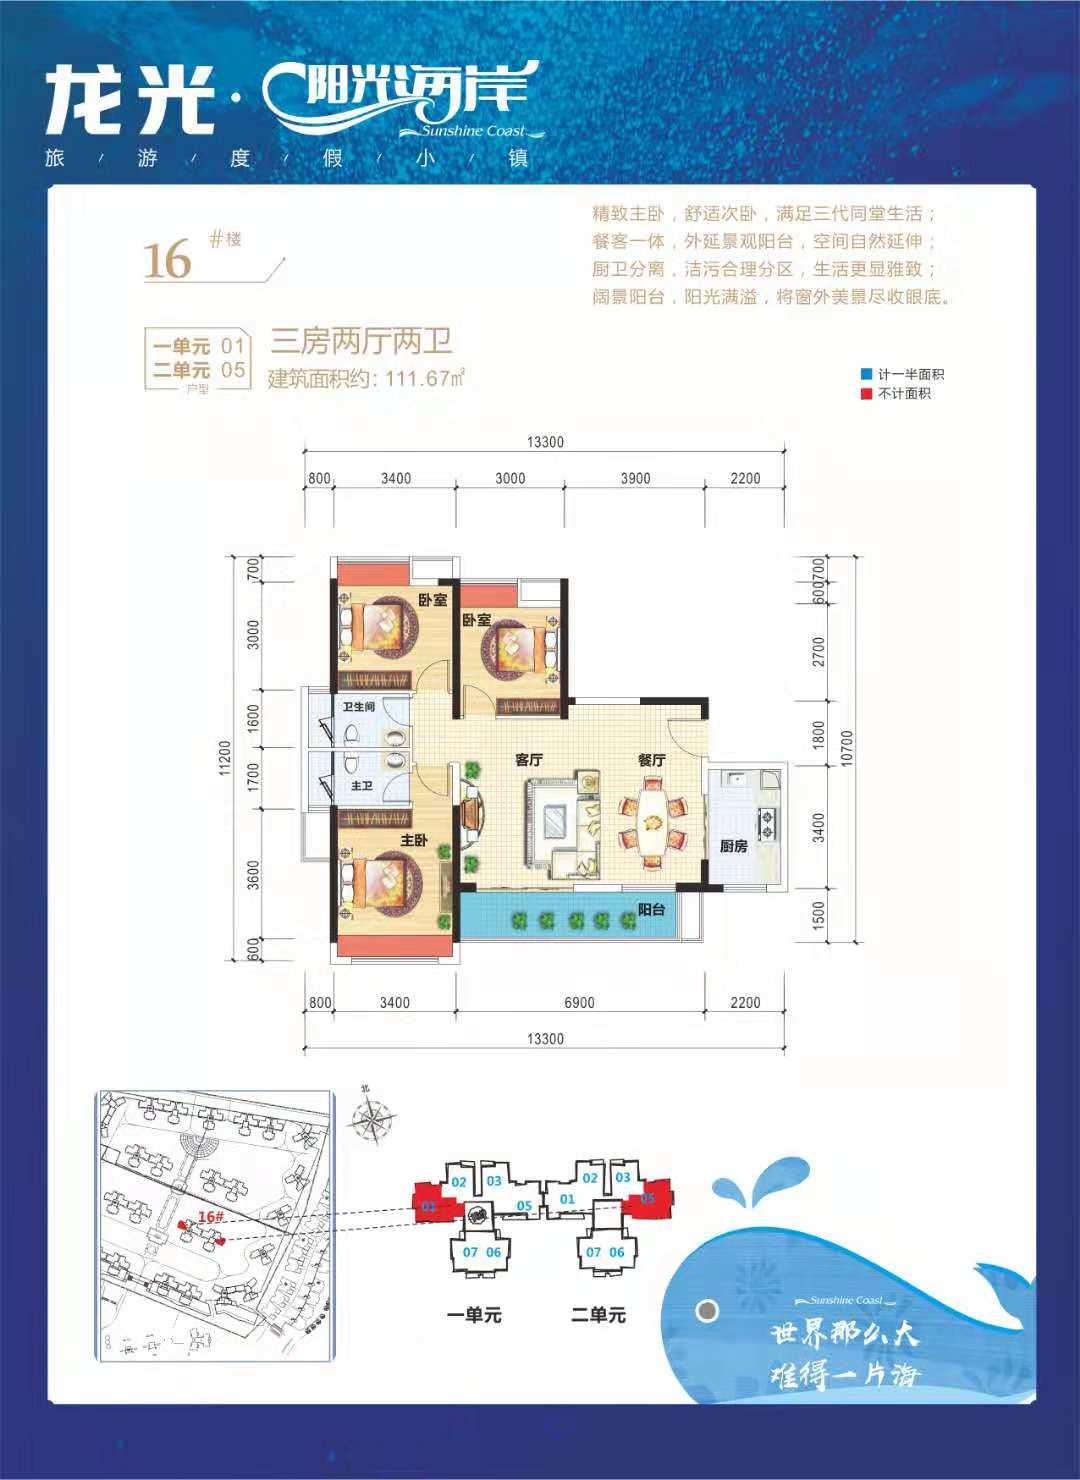 龙光·阳光海岸
Sunshine Coast
旅/游/度/假/小/镇
16#楼
精致主卧，舒适次卧，满足三代同堂生活；
餐客一体，外延景观阳台，空间自然延伸；
厨卫分离，洁污合理分区，生活更显雅致；
阔景阳台，阳光满溢，将窗外美景尽收眼底。
一单元 01
二单元 05
户型
三房两厅两卫
建筑面积约：111.67㎡
计一半面积
不计面积
13300
800 3400 3000 3900 2200
700
3000
1600
1700
3600
600
11200
600700
2700
1800
3400
1500
10700
卧室
卧室
卫生间
主卫
客厅
餐厅
主卧
厨房
阳台
800 3400 6900 2200
13300
北
16#
02 03 02 03
01 05 01 05
07 06 07 06
一单元 二单元
Sunshine Coast
世界那么大
难得一片海